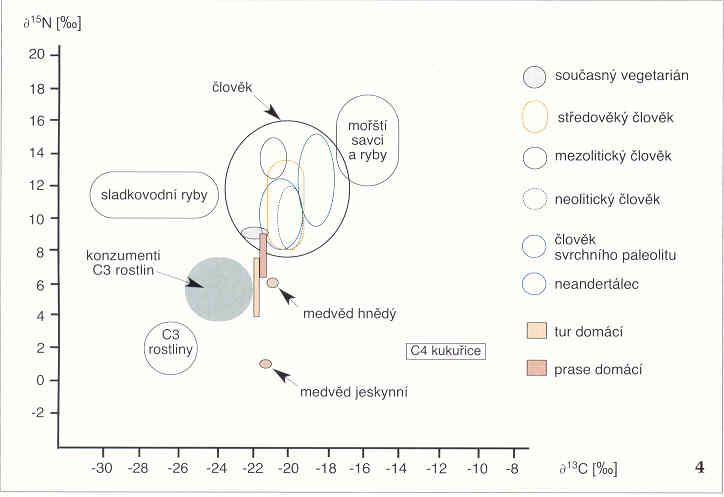 ∂15N [‰]
20
18
16
14
12
10
8
6
4
2
0
-2
člověk
mořští
savci
a ryby
sladkovodní ryby
konzumenti
C3 rostlin
medvěd hnědý
C3
rostliny
C4 kukuřice
medvěd jeskynní
současný vegetarián
středověký člověk
mezolitický člověk
neolitický člověk
člověk
svrchního paleolitu
neandertálec
tur domácí
prase domácí
-30 -28 -26 -24 -22 -20 -18 -16 -14 -12 -10 -8
∂13C [‰]
4